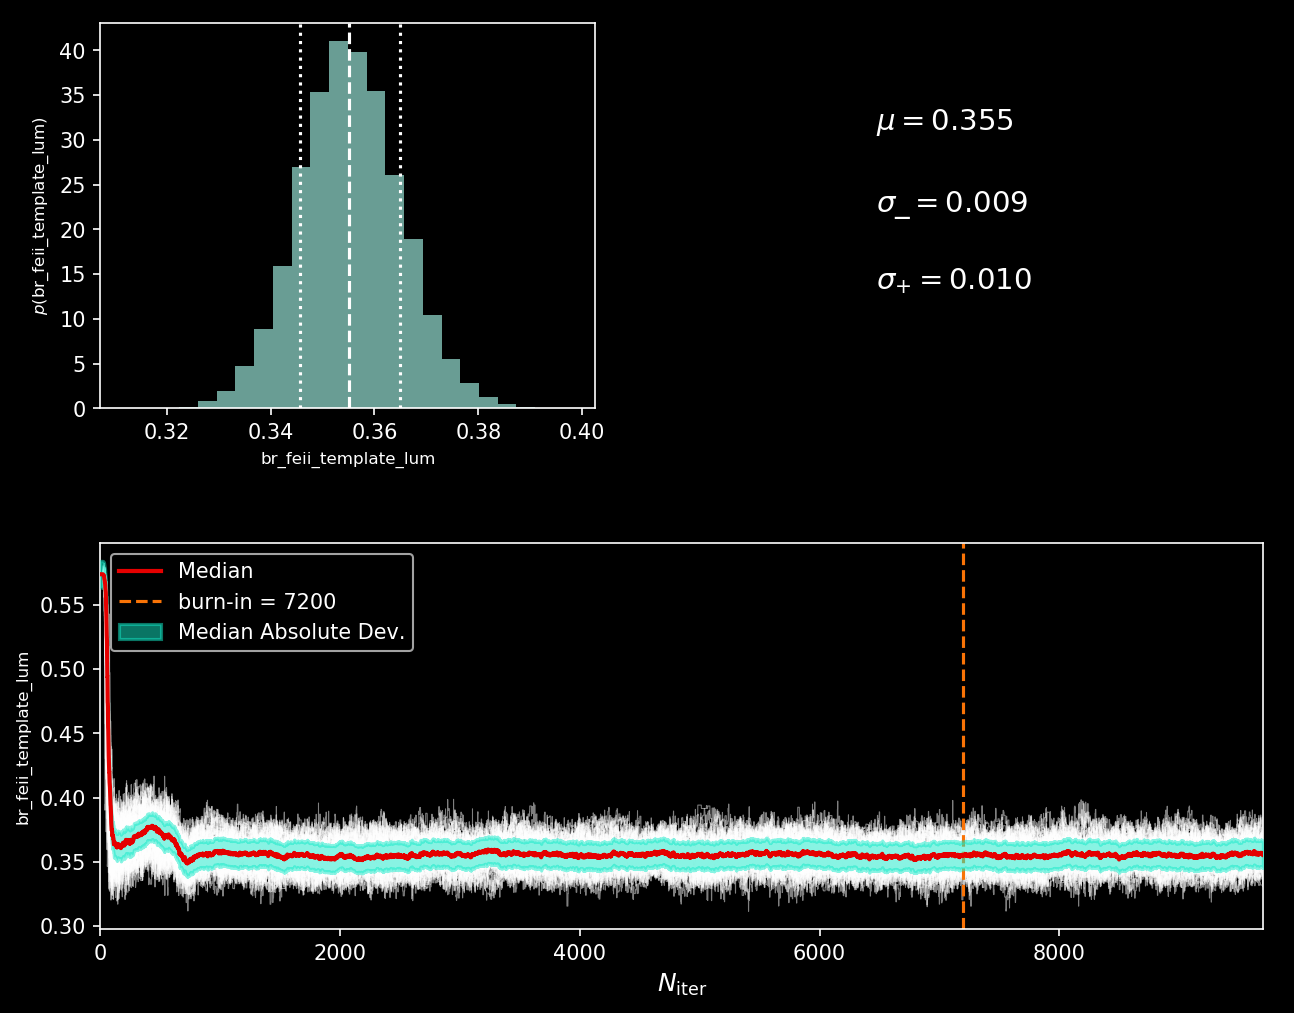 40
35
30
25
20
15
10
5
0
p(br_feii_template_lum)
0.32 0.34 0.36 0.38 0.40
br_feii_template_lum
μ = 0.355
σ₋ = 0.009
σ₊ = 0.010
Median
burn-in = 7200
Median Absolute Dev.
0.55
0.50
0.45
0.40
0.35
0.30
br_feii_template_lum
0 2000 4000 6000 8000
N_iter